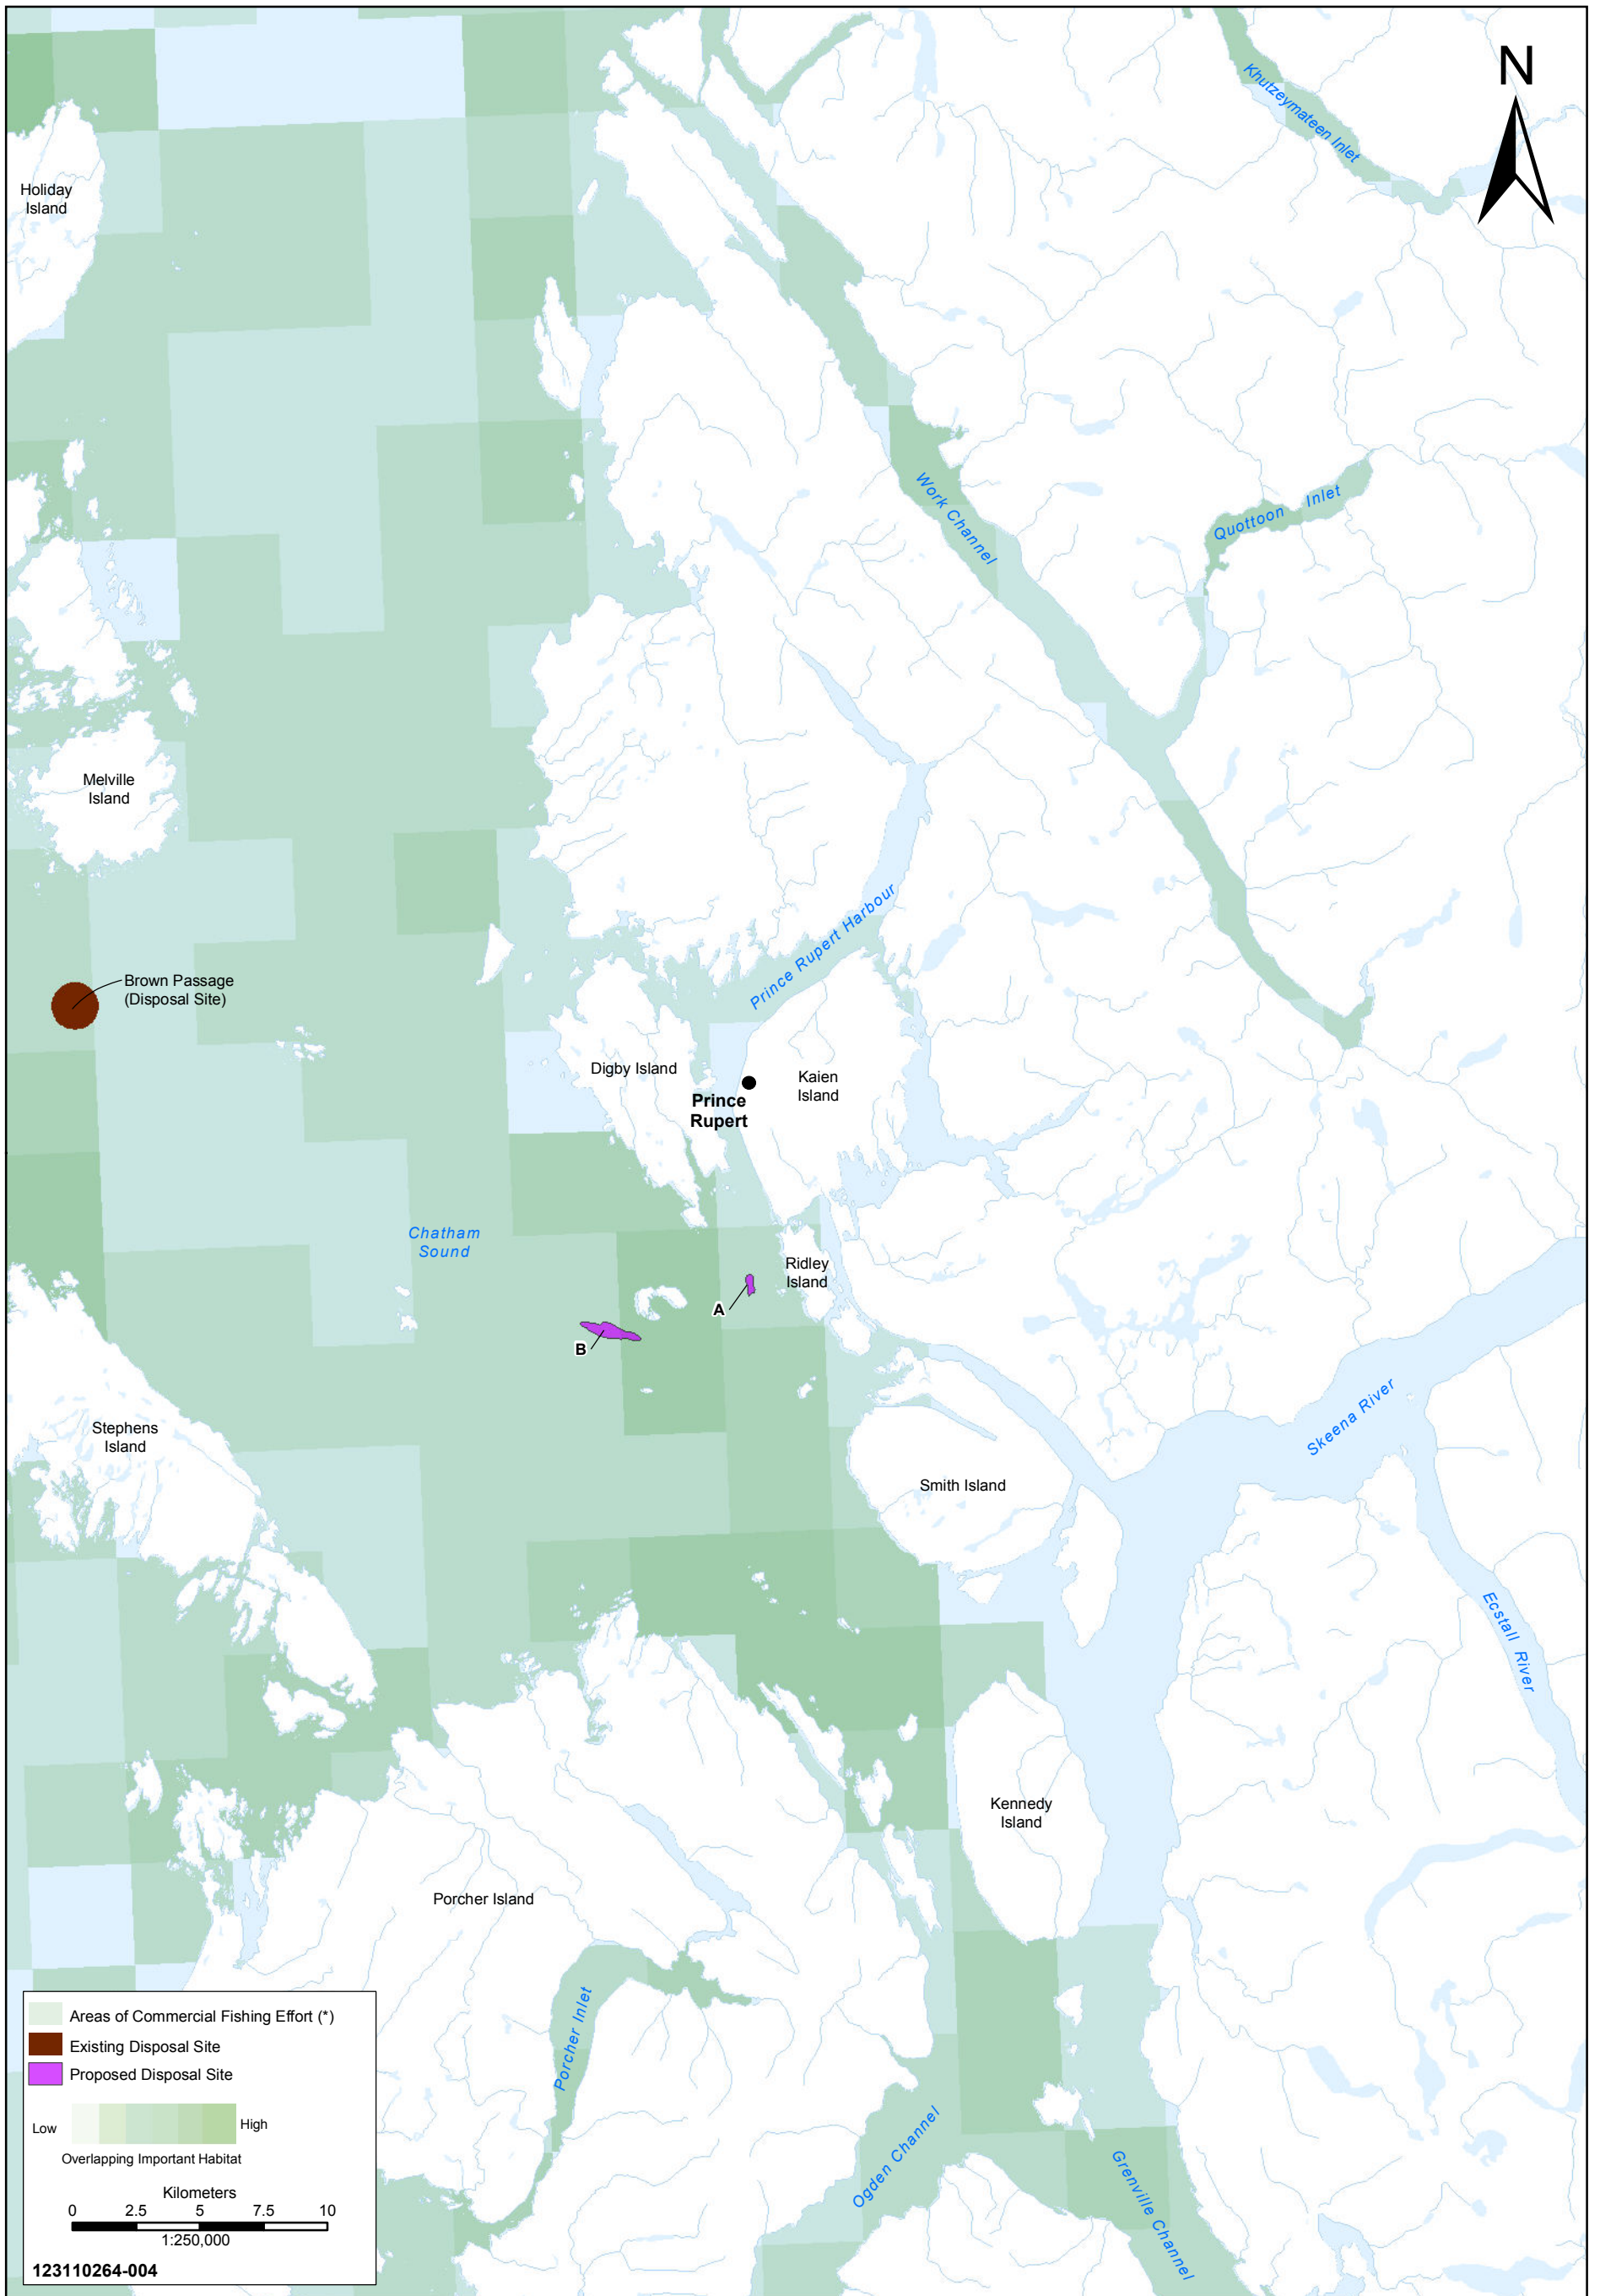 N
Khutzeymateen Inlet
Holiday
Island
Work Channel
Quottoon Inlet
Melville
Island
Prince Rupert Harbour
Brown Passage
(Disposal Site)
Digby Island
Kaien
Island
Prince
Rupert
Chatham
Sound
Ridley
Island
A
B
Skeena River
Stephens
Island
Smith Island
Ecstall River
Kennedy
Island
Porcher Island
Porcher Inlet
Ogden Channel
Grenville Channel
Areas of Commercial Fishing Effort (*)
Existing Disposal Site
Proposed Disposal Site
Low High
Overlapping Important Habitat
Kilometers
0 2.5 5 7.5 10
1:250,000
123110264-004